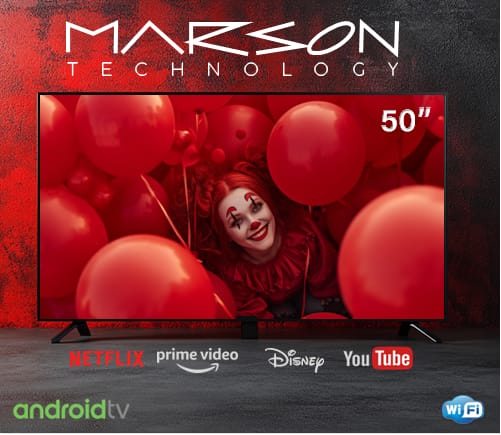 MARSON
TECHNOLOGY
50"
NETFLIX prime video Disney YouTube
androidtv WiFi